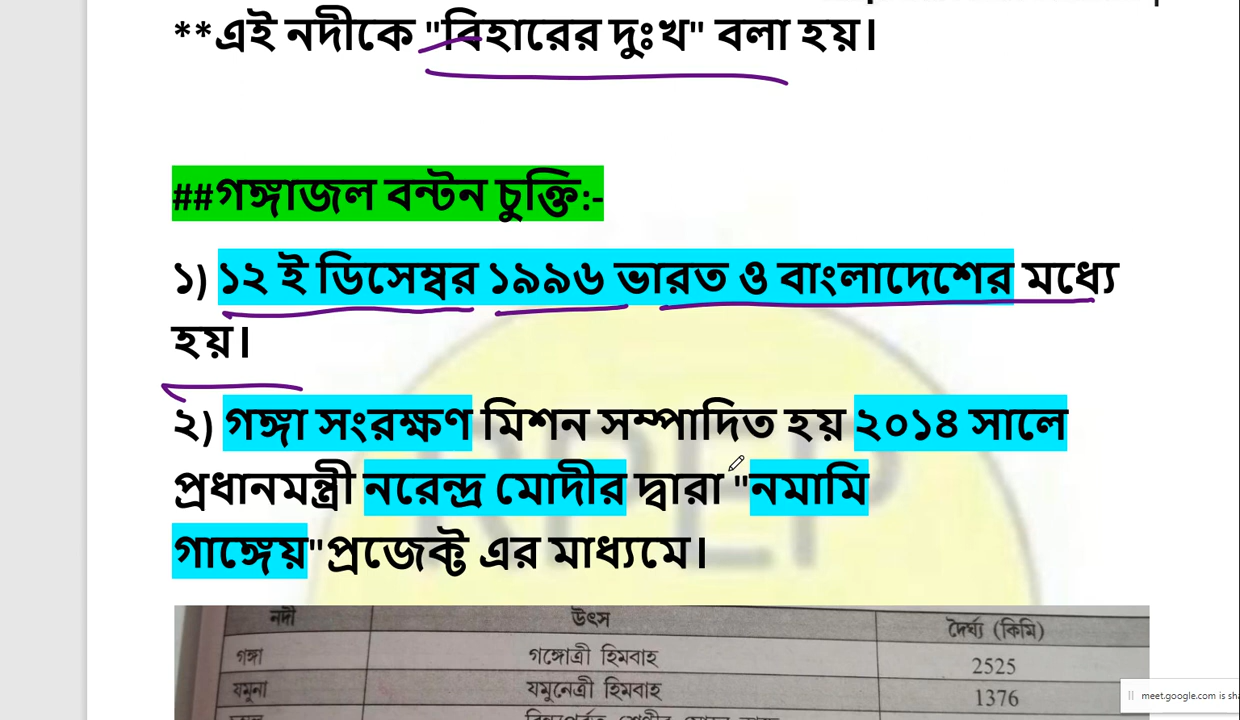 **এই নদীকে "বিহারের দুঃখ" বলা হয়।
##গঙ্গাজল বন্টন চুক্তি:-
১) ১২ ই ডিসেম্বর ১৯৯৬ ভারত ও বাংলাদেশের মধ্যে
হয়।
২) গঙ্গা সংরক্ষণ মিশন সম্পাদিত হয় ২০১৪ সালে
প্রধানমন্ত্রী নরেন্দ্র মোদীর দ্বারা "নমামি
গাঙ্গেয়"প্রজেক্ট এর মাধ্যমে।
নদী উৎস দৈর্ঘ্য (কিমি)
গঙ্গা গঙ্গোত্রী হিমবাহ 2525
যমুনা যমুনেত্রী হিমবাহ 1376
meet.google.com is sha